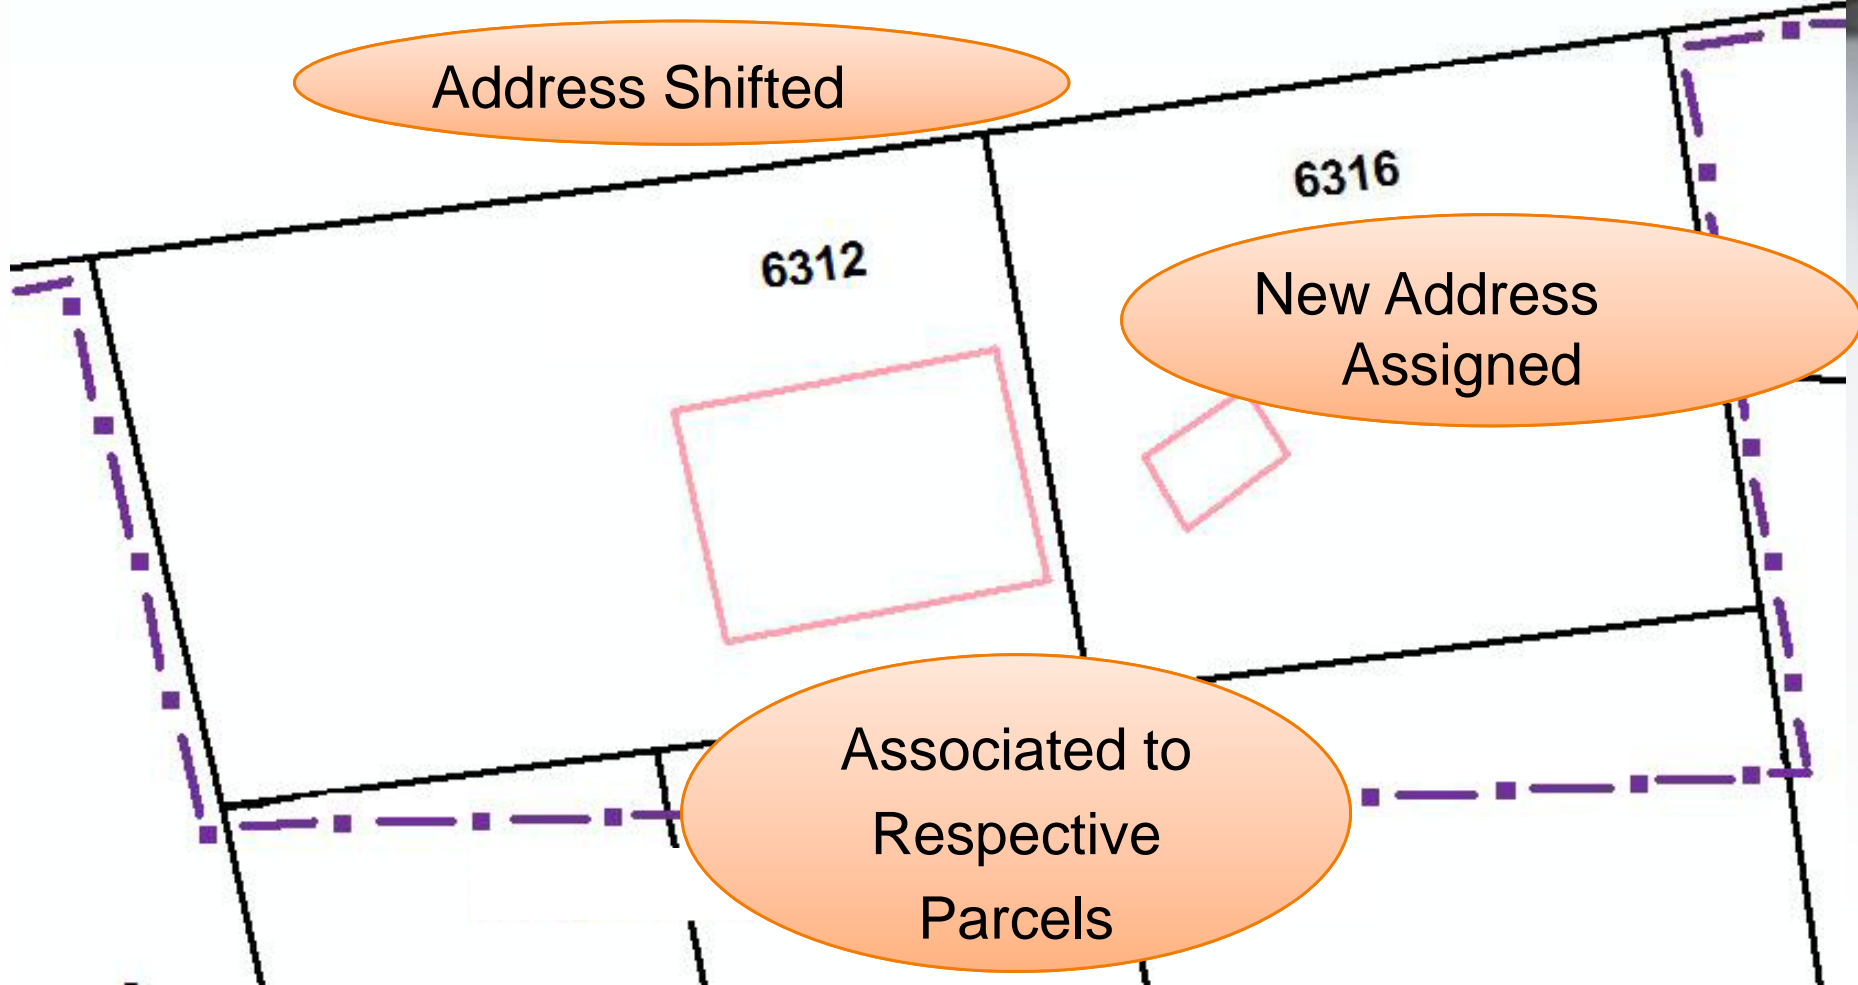 Address Shifted
6316
6312
New Address
Assigned
Associated to
Respective
Parcels